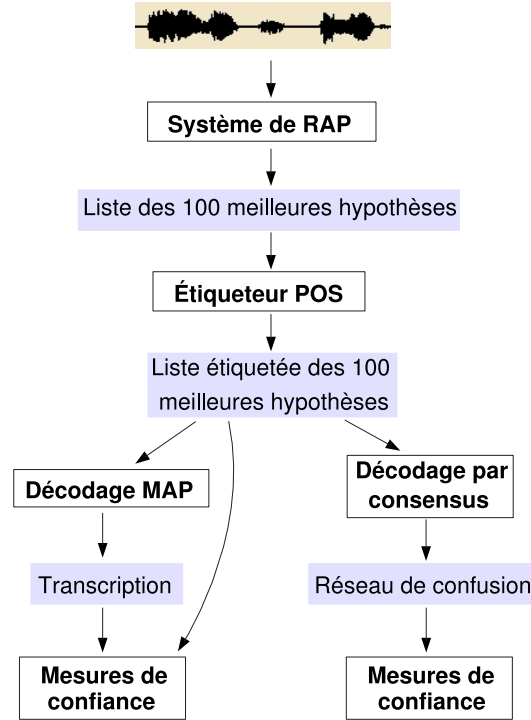 Système de RAP
Liste des 100 meilleures hypothèses
Étiqueteur POS
Liste étiquetée des 100
meilleures hypothèses
Décodage MAP
Décodage par
consensus
Transcription
Réseau de confusion
Mesures de
confiance
Mesures de
confiance